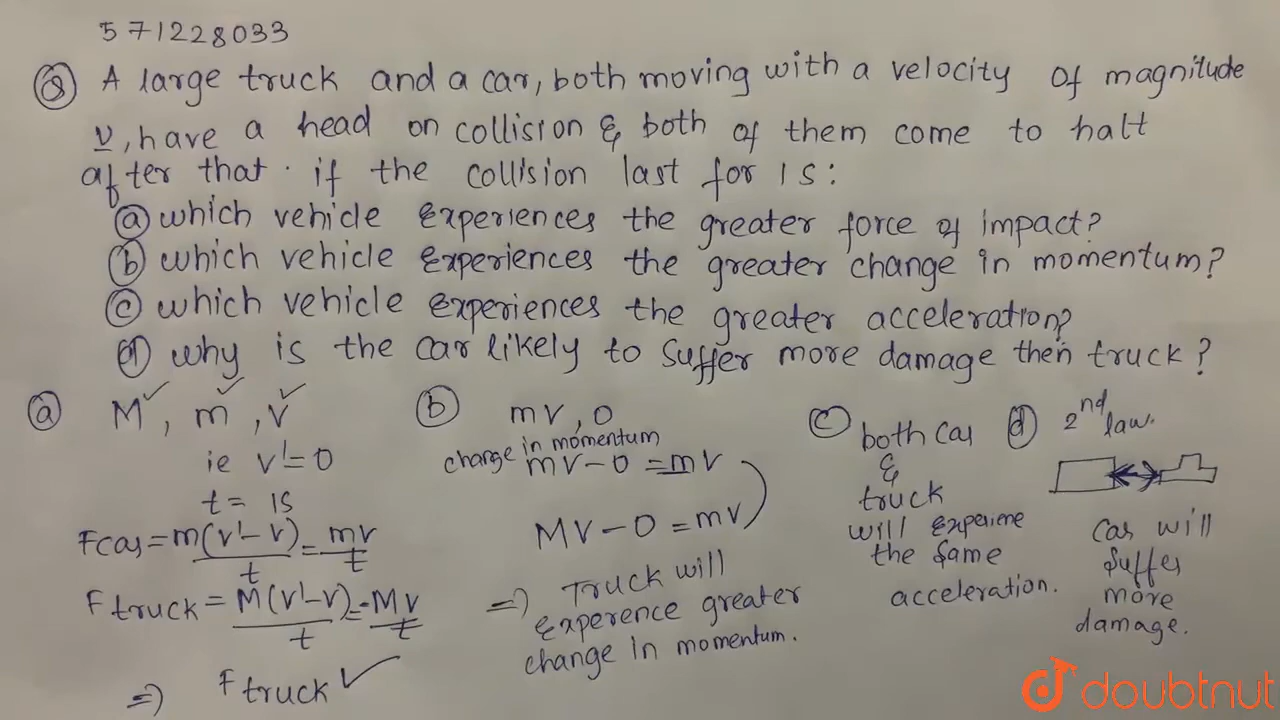 571228033
Q A large truck and a car, both moving with a velocity of magnitude
v, have a head on collision & both of them come to halt
after that. if the collision last for 1s:
(a) which vehicle experiences the greater force of impact?
(b) which vehicle experiences the greater change in momentum?
(c) which vehicle experiences the greater acceleration?
(d) why is the car likely to suffer more damage then truck?
(a) M✓, m✓, v✓
ie v'=0
t = 1s
Fcar = m(v'-v)/t = mv/t
F truck = M(v'-v)/t = Mv/t
=) F truck ✓
(b) mv, 0
change in momentum
mv-0 = mv
MV-0 = mv
=) Truck will
experence greater
change in momentum.
(c) both car
&
truck
will experiene
the same
acceleration.
(d) 2nd law.
car will
suffer
more
damage.
doubtnut